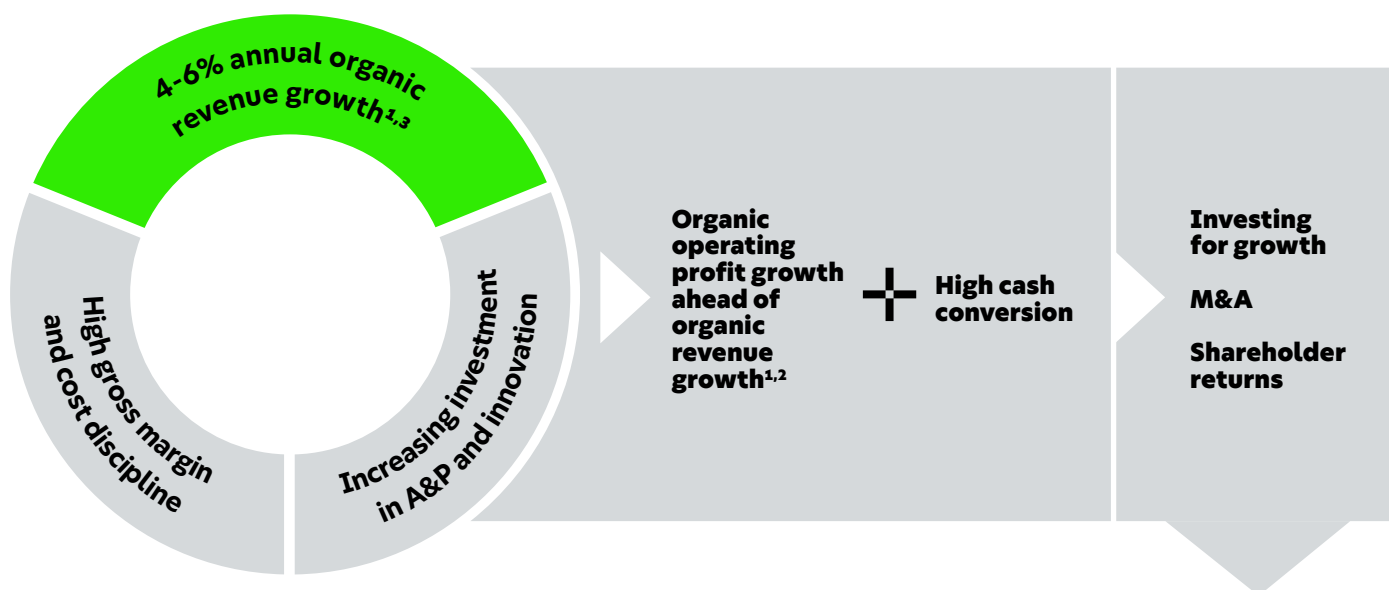 4-6% annual organic
revenue growth¹,³
High gross margin
and cost discipline
Increasing investment
in A&P and innovation
Organic
operating
profit growth
ahead of
organic
revenue
growth¹,²
High cash
conversion
Investing
for growth
M&A
Shareholder
returns